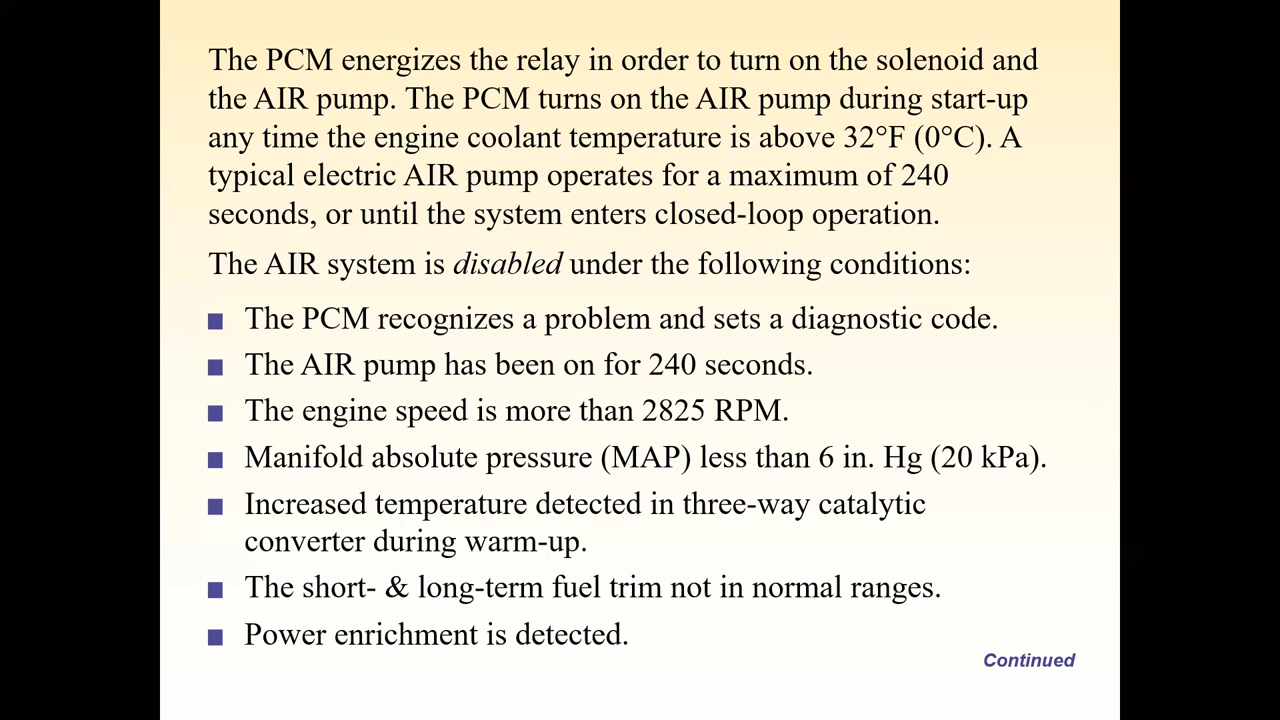 The PCM energizes the relay in order to turn on the solenoid and
the AIR pump. The PCM turns on the AIR pump during start-up
any time the engine coolant temperature is above 32°F (0°C). A
typical electric AIR pump operates for a maximum of 240
seconds, or until the system enters closed-loop operation.
The AIR system is disabled under the following conditions:
■ The PCM recognizes a problem and sets a diagnostic code.
■ The AIR pump has been on for 240 seconds.
■ The engine speed is more than 2825 RPM.
■ Manifold absolute pressure (MAP) less than 6 in. Hg (20 kPa).
■ Increased temperature detected in three-way catalytic
converter during warm-up.
■ The short- & long-term fuel trim not in normal ranges.
■ Power enrichment is detected.
Continued